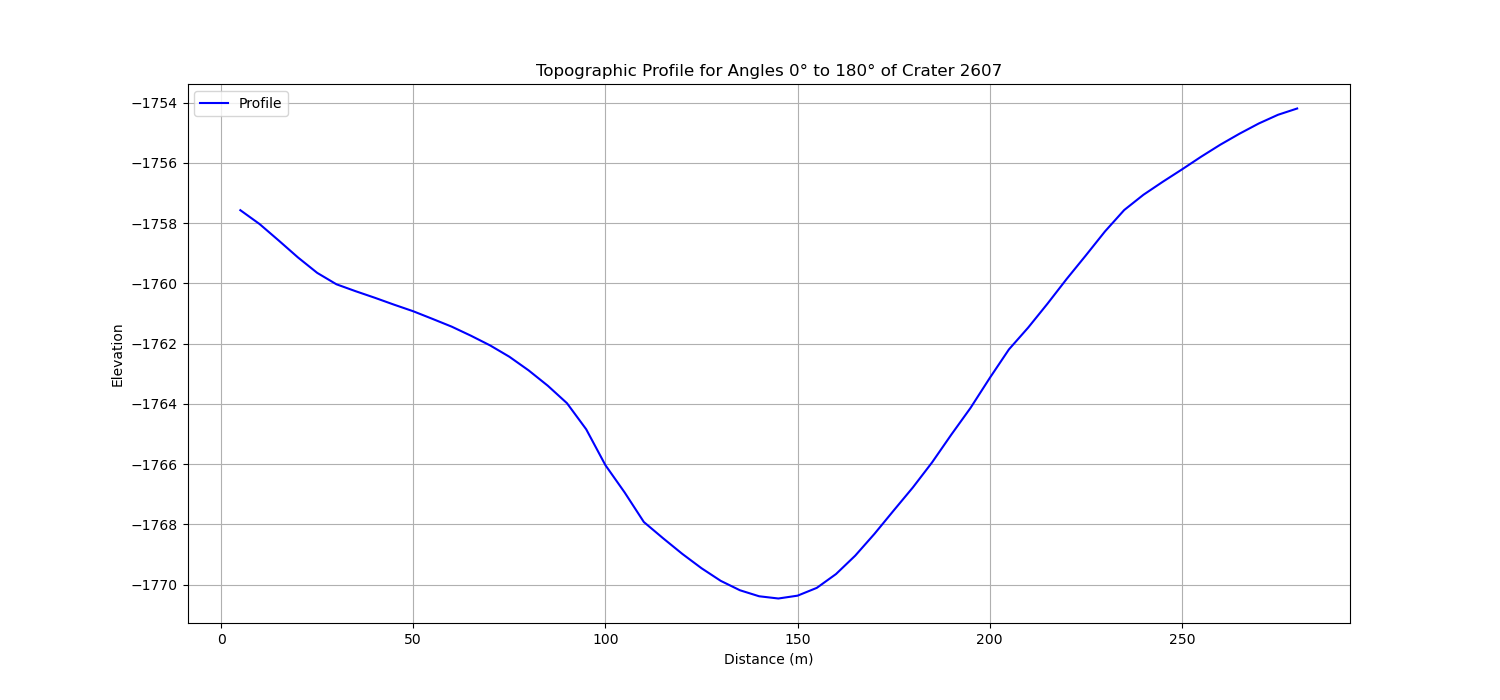 Topographic Profile for Angles 0° to 180° of Crater 2607
Profile
−1754
−1756
−1758
−1760
−1762
−1764
−1766
−1768
−1770
Elevation
0 50 100 150 200 250
Distance (m)